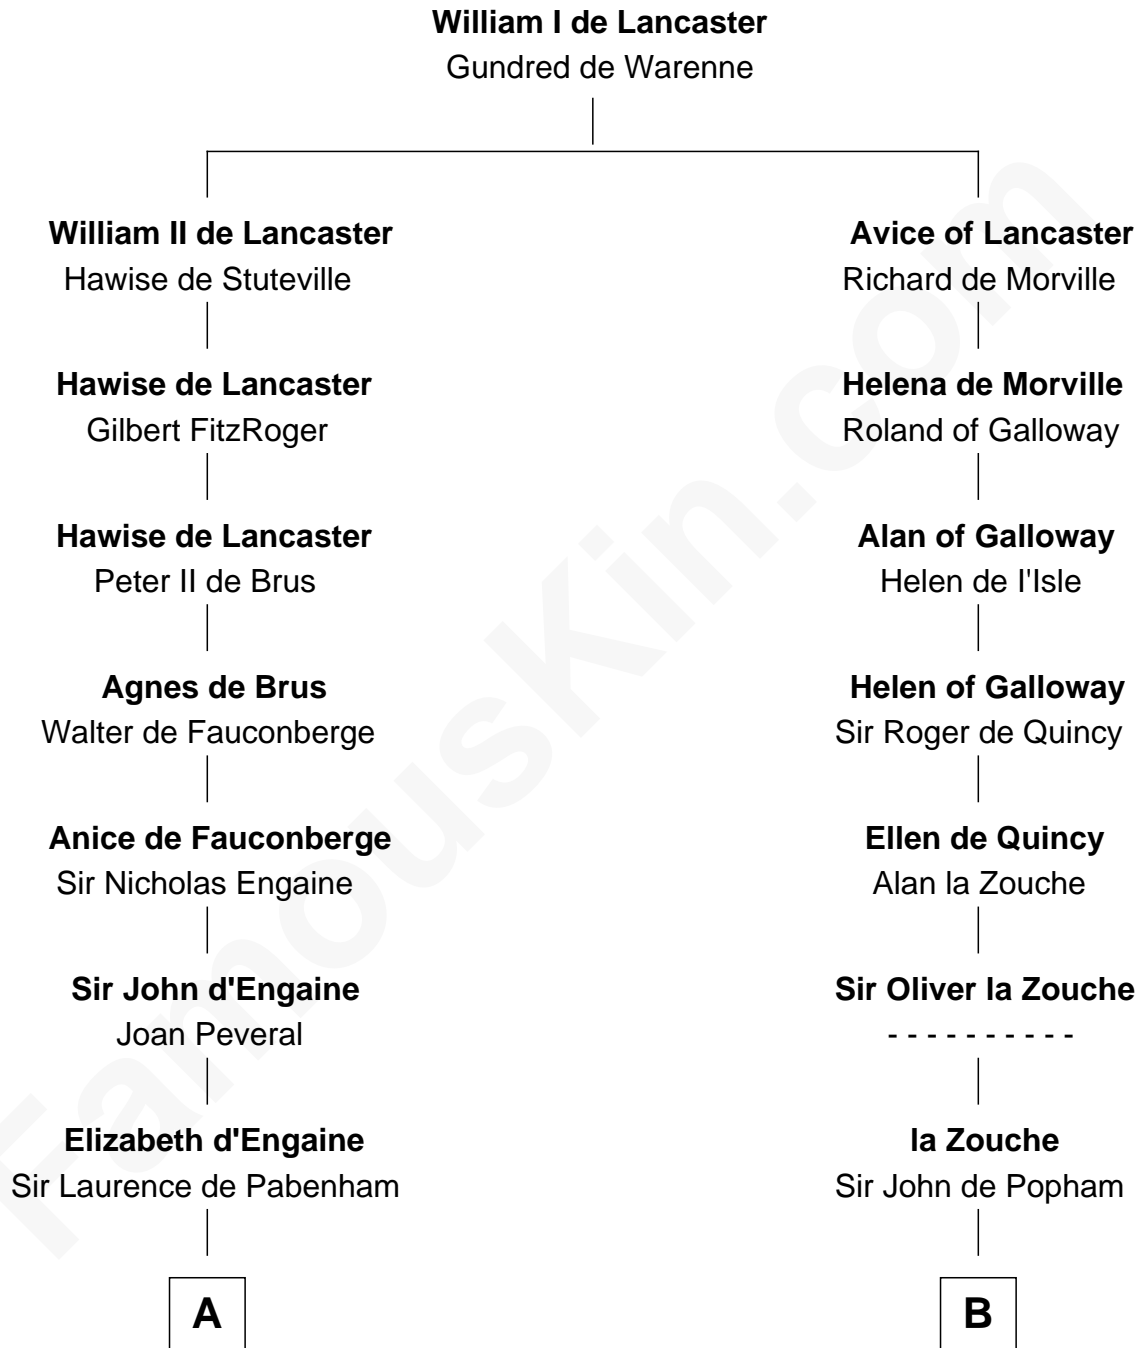 William I de Lancaster
Gundred de Warenne
William II de Lancaster
Hawise de Stuteville
Hawise de Lancaster
Gilbert FitzRoger
Hawise de Lancaster
Peter II de Brus
Agnes de Brus
Walter de Fauconberge
Anice de Fauconberge
Sir Nicholas Engaine
Sir John d'Engaine
Joan Peveral
Elizabeth d'Engaine
Sir Laurence de Pabenham
A
Avice of Lancaster
Richard de Morville
Helena de Morville
Roland of Galloway
Alan of Galloway
Helen de I'Isle
Helen of Galloway
Sir Roger de Quincy
Ellen de Quincy
Alan la Zouche
Sir Oliver la Zouche
- - - - - - - - - -
la Zouche
Sir John de Popham
B
FamousKin.com